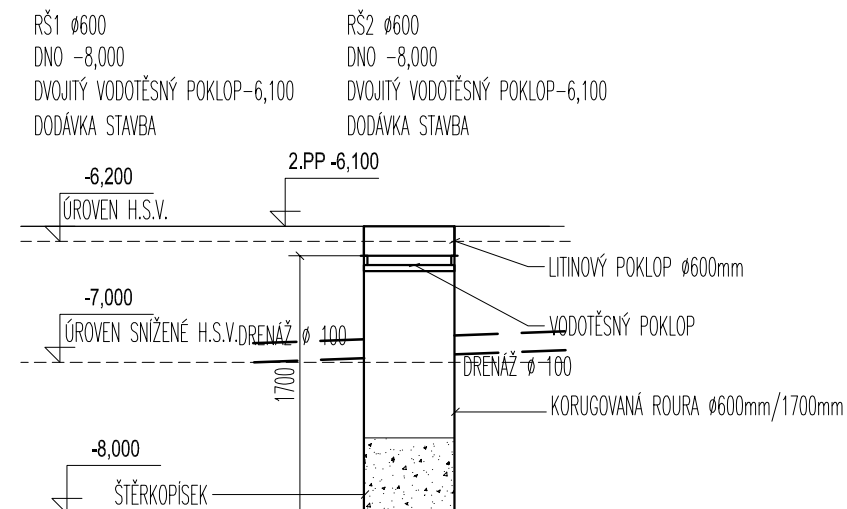 RŠ1 ø600
DNO -8,000
DVOJITÝ VODOTĚSNÝ POKLOP-6,100
DODÁVKA STAVBA
RŠ2 ø600
DNO -8,000
DVOJITÝ VODOTĚSNÝ POKLOP-6,100
DODÁVKA STAVBA
2.PP -6,100
-6,200
ÚROVEN H.S.V.
LITINOVÝ POKLOP ø600mm
-7,000
ÚROVEN SNÍŽENÉ H.S.V.
DRENÁŽ ø 100
VODOTĚSNÝ POKLOP
DRENÁŽ ø 100
1700
KORUGOVANÁ ROURA ø600mm/1700mm
-8,000
ŠTĚRKOPÍSEK